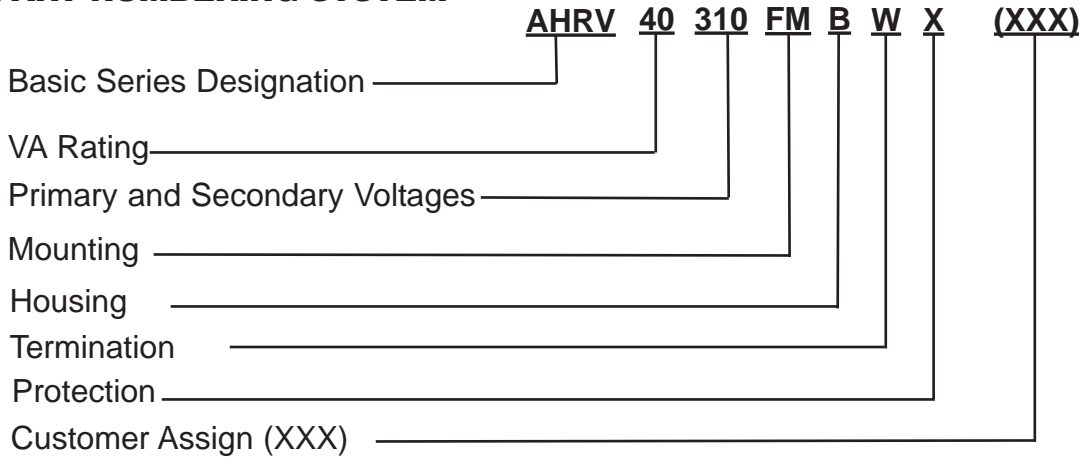 AHRV 40 310 FM B W X (XXX)
Basic Series Designation
VA Rating
Primary and Secondary Voltages
Mounting
Housing
Termination
Protection
Customer Assign (XXX)